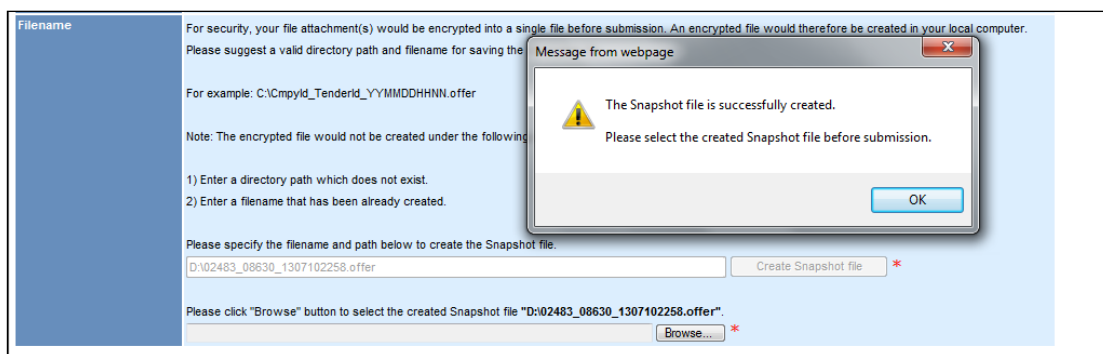 Filename
For security, your file attachment(s) would be encrypted into a single file before submission. An encrypted file would therefore be created in your local computer.
Please suggest a valid directory path and filename for saving the
For example: C:\CmpyId_TenderId_YYMMDDHHNN.offer
Note: The encrypted file would not be created under the following
1) Enter a directory path which does not exist.
2) Enter a filename that has been already created.
Please specify the filename and path below to create the Snapshot file.
D:\02483_08630_1307102258.offer
Create Snapshot file *
Please click "Browse" button to select the created Snapshot file "D:\02483_08630_1307102258.offer".
Browse... *
Message from webpage
The Snapshot file is successfully created.
Please select the created Snapshot file before submission.
OK